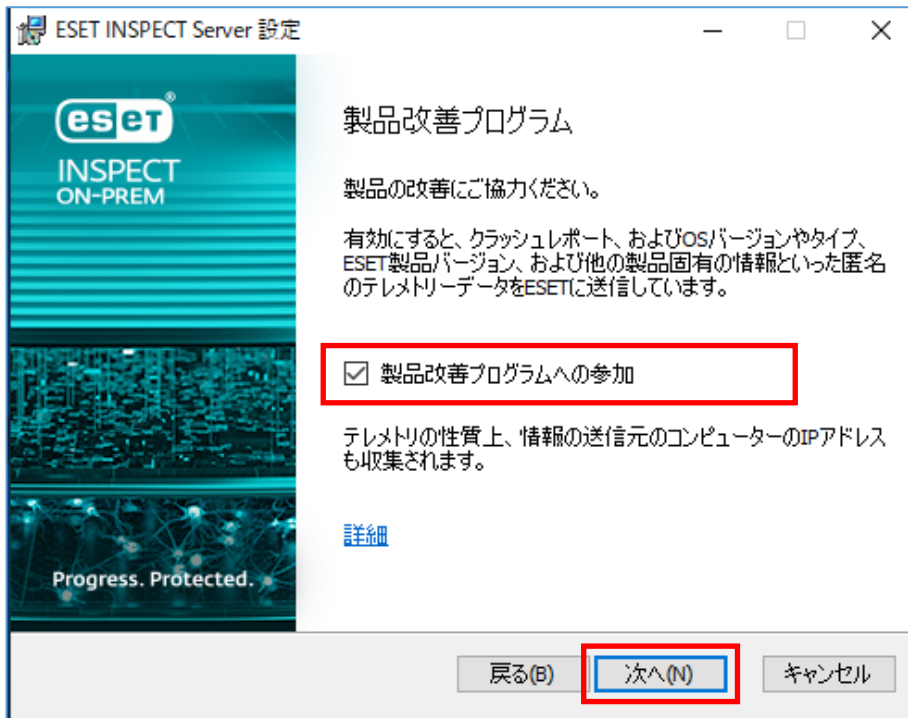 ESET INSPECT Server 設定
eset®
INSPECT
ON-PREM
製品改善プログラム
製品の改善にご協力ください。
有効にすると、クラッシュレポート、およびOSバージョンやタイプ、
ESET製品バージョン、および他の製品固有の情報といった匿名
のテレメトリーデータをESETに送信しています。
製品改善プログラムへの参加
テレメトリの性質上、情報の送信元のコンピューターのIPアドレス
も収集されます。
詳細
Progress. Protected.
戻る(B)
次へ(N)
キャンセル